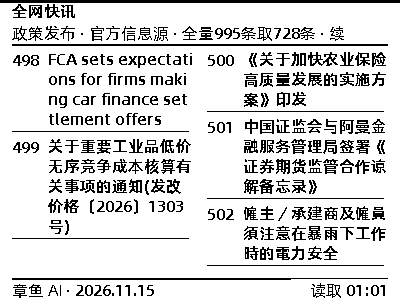 全网快讯
政策发布 · 官方信息源 · 全量995条取728条 · 续
498 FCA sets expectati
ons for firms maki
ng car finance set
tlement offers
499 关于重要工业品低价
无序竞争成本核算有
关事项的通知(发改
价格〔2026〕1303
号)
500 《关于加快农业保险
高质量发展的实施方
案》印发
501 中国证监会与阿曼金
融服务管理局签署《
证券期货监管合作谅
解备忘录》
502 僱主／承建商及僱員
須注意在暴雨下工作
時的電力安全
章鱼 AI · 2026.11.15
读取 01:01